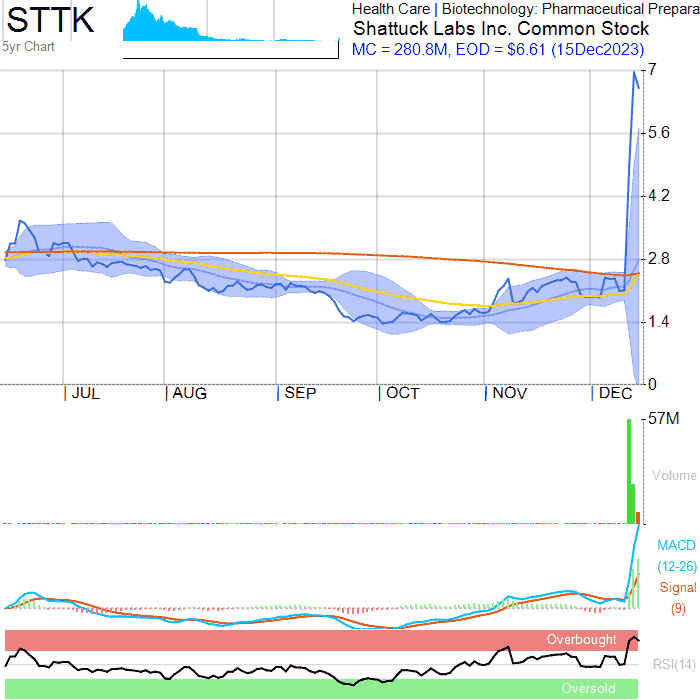 STTK
5yr Chart
Health Care | Biotechnology: Pharmaceutical Prepara
Shattuck Labs Inc. Common Stock
MC = 280.8M, EOD = $6.61 (15Dec2023)
7
5.6
4.2
2.8
1.4
0
| JUL | AUG | SEP | OCT | NOV | DEC
57M
Volume
MACD
(12-26)
Signal
(9)
Overbought
RSI(14)
Oversold